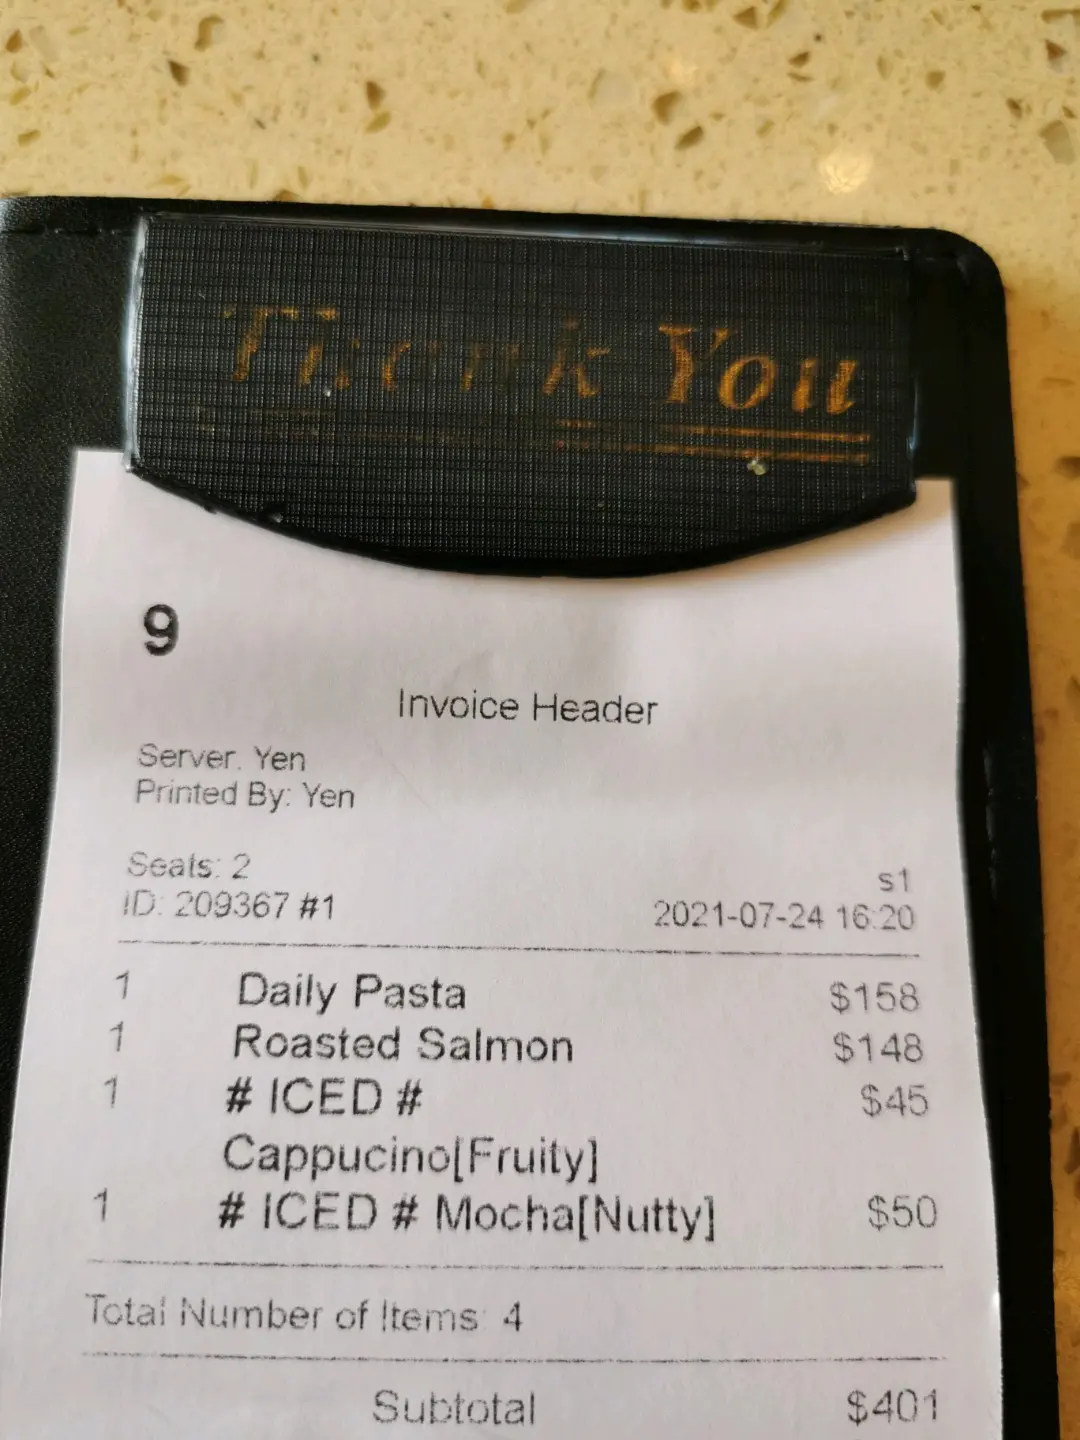 Thank You
9
Invoice Header
Server: Yen
Printed By: Yen
Seats: 2
s1
ID: 209367 #1 2021-07-24 16:20
1 Daily Pasta $158
1 Roasted Salmon $148
1 # ICED # $45
Cappucino[Fruity]
1 # ICED # Mocha[Nutty] $50
Total Number of Items: 4
Subtotal $401